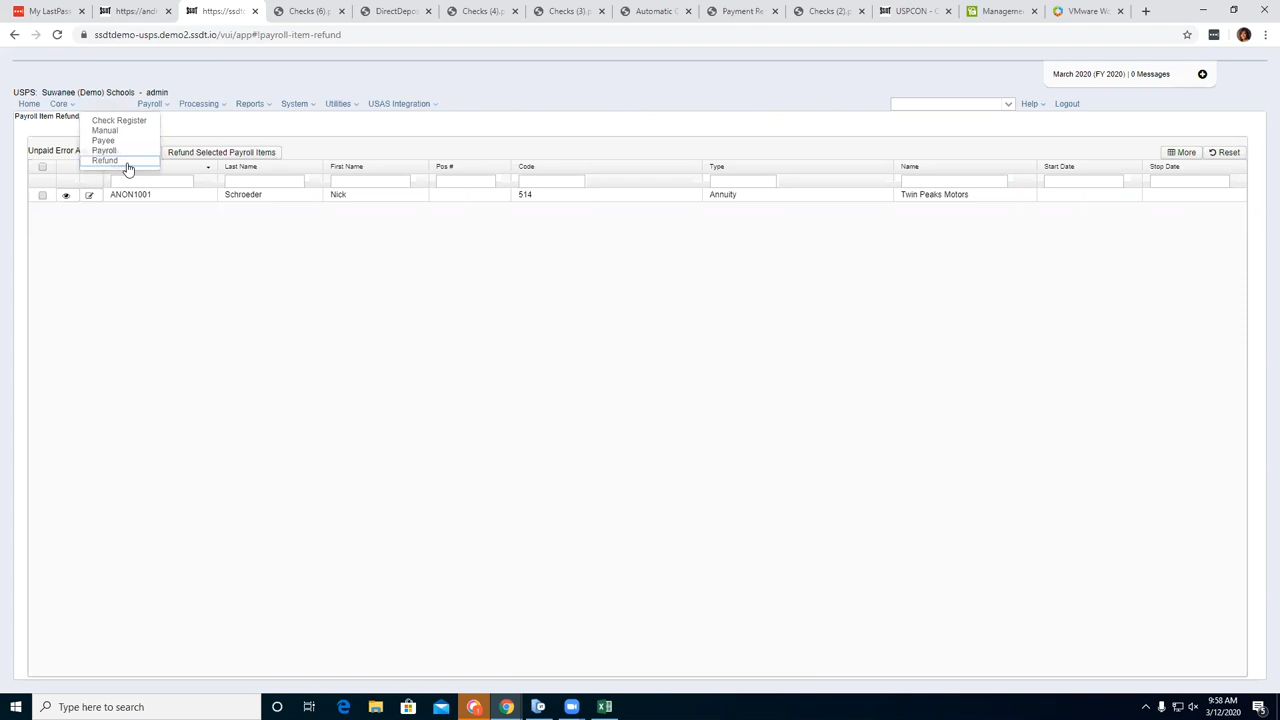 My LastPass
https://andr
https://ssdt
Checks (6).p
DirectDepos
Checks (4).p
Checks (3).p
Automatic C
Payment Re
Checks (2).p
USPCON - C
Managemen
VMware Wo
ssdtdemo-usps.demo2.ssdt.io/vui/app#!payroll-item-refund
March 2020 (FY 2020) | 0 Messages
USPS: Suwanee (Demo) Schools - admin
Home Core Payroll Processing Reports System Utilities USAS Integration Help Logout
Payroll Item Refund
Check Register
Manual
Payee
Payroll
Refund
Unpaid Error A
Refund Selected Payroll Items
More Reset
Last Name First Name Pos # Code Type Name Start Date Stop Date
ANON1001 Schroeder Nick 514 Annuity Twin Peaks Motors
Type here to search
9:58 AM
3/12/2020
5